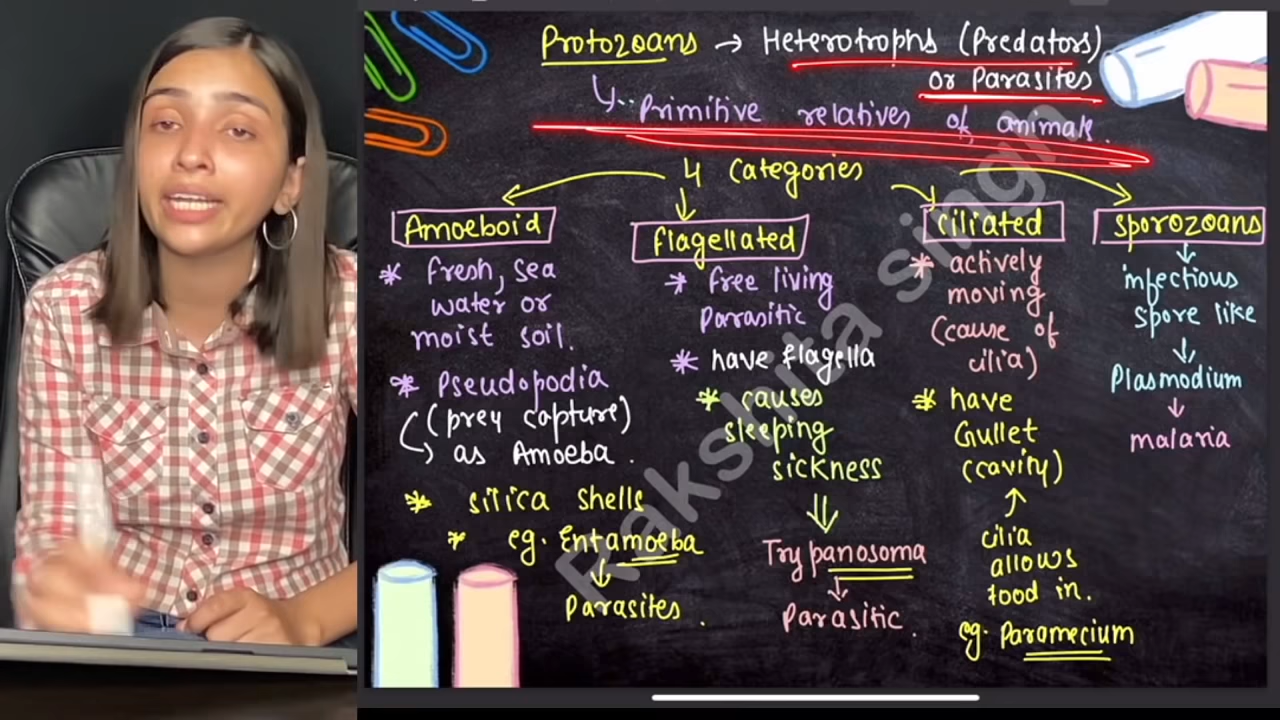 Protozoans → Heterotrophs (Predators)
or Parasites
↳ Primitive relatives of animals.
4 Categories
Amoeboid
* fresh, sea
water or
moist soil.
* Pseudopodia
(prey capture)
↳ as Amoeba.
* silica shells
* eg. Entamoeba
↓
Parasites.
flagellated
* free living
Parasitic
* have flagella
* causes
sleeping
sickness
⇓
Trypanosoma
↓
Parasitic.
ciliated
* actively
moving
(cause of
cilia)
* have
Gullet
(cavity)
↑
cilia
allows
food in.
eg. Paramecium
Sporozoans
↓
infectious
spore like
↓
Plasmodium
↓
malaria
Rakshita singh